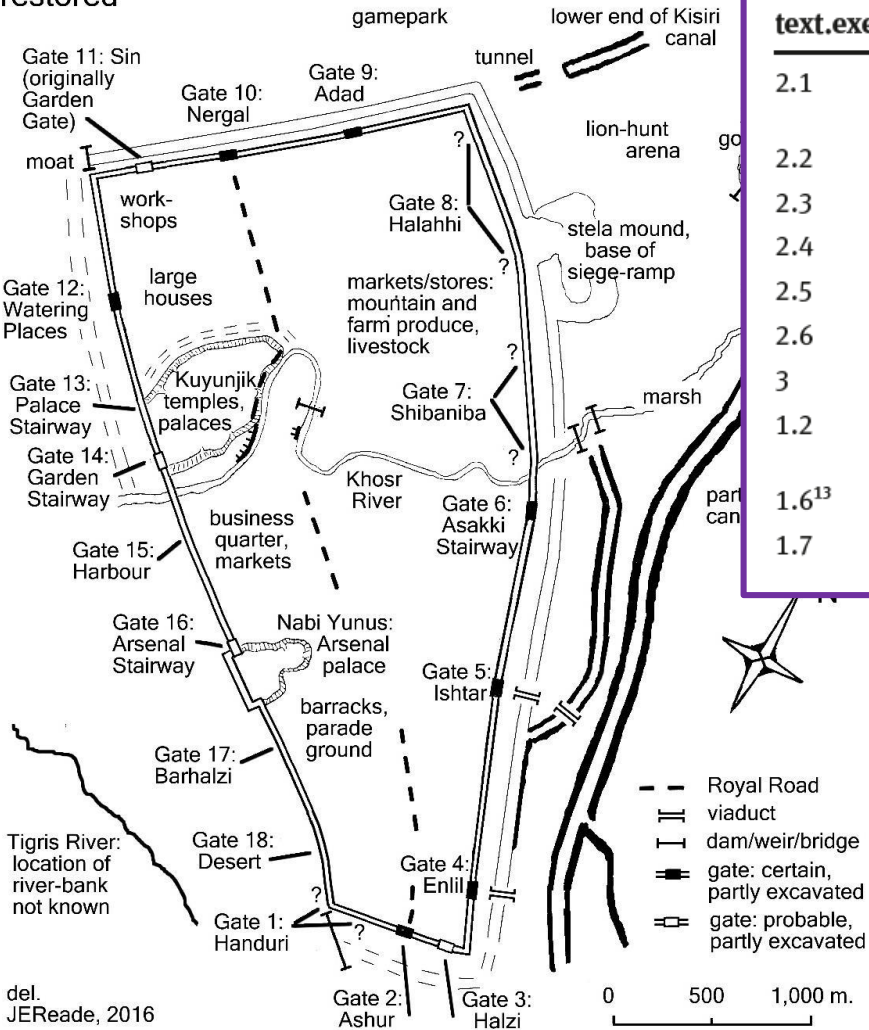 restored
gamepark
lower end of Kisiri
canal
tunnel
Gate 11: Sin
(originally
Garden
Gate)
Gate 10:
Nergal
Gate 9:
Adad
lion-hunt
arena
moat
work-
shops
?
Gate 8:
Halahhi
?
stela mound,
base of
siege-ramp
Gate 12:
Watering
Places
large
houses
markets/stores:
mountain and
farm produce,
livestock
Gate 13:
Palace
Stairway
Kuyunjik
temples,
palaces
?
Gate 7:
Shibaniba
?
marsh
Gate 14:
Garden
Stairway
Khosr
River
Gate 6:
Asakki
Stairway
business
quarter,
markets
Gate 15:
Harbour
Gate 16:
Arsenal
Stairway
Nabi Yunus:
Arsenal
palace
Gate 5:
Ishtar
barracks,
parade
ground
Gate 17:
Barhalzi
Tigris River:
location of
river-bank
not known
Gate 18:
Desert
Gate 4:
Enlil
?
Gate 1:
Handuri
?
Gate 2:
Ashur
Gate 3:
Halzi
del.
JEReade, 2016
Royal Road
viaduct
dam/weir/bridge
gate: certain,
partly excavated
gate: probable,
partly excavated
0 500 1,000 m.
text.exe
2.1
2.2
2.3
2.4
2.5
2.6
3
1.2
1.6¹³
1.7